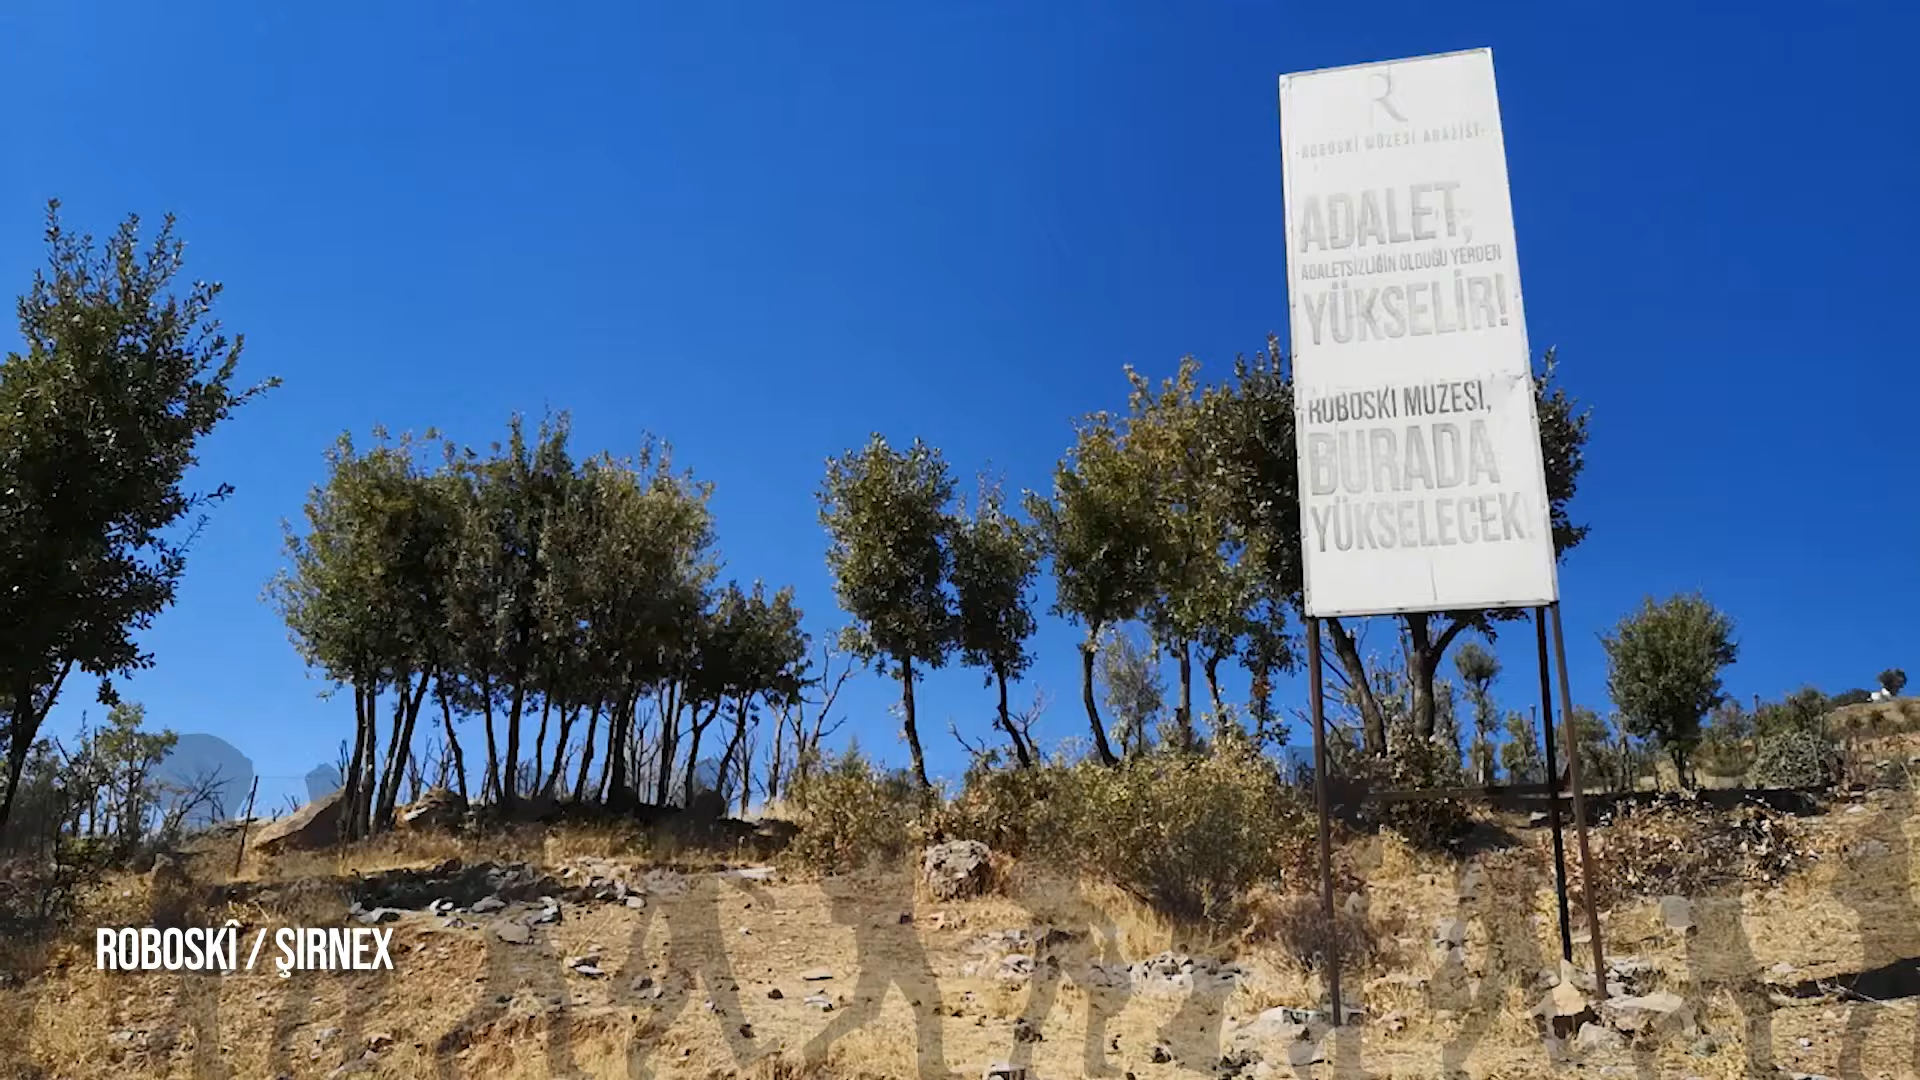 R
-ROBOSKİ MÜZESİ ARAZİSİ-
ADALET,
ADALETSİZLİĞİN OLDUĞU YERDEN
YÜKSELİR!
ROBOSKİ MÜZESİ,
BURADA
YÜKSELECEK.
ROBOSKÎ / ŞIRNEX